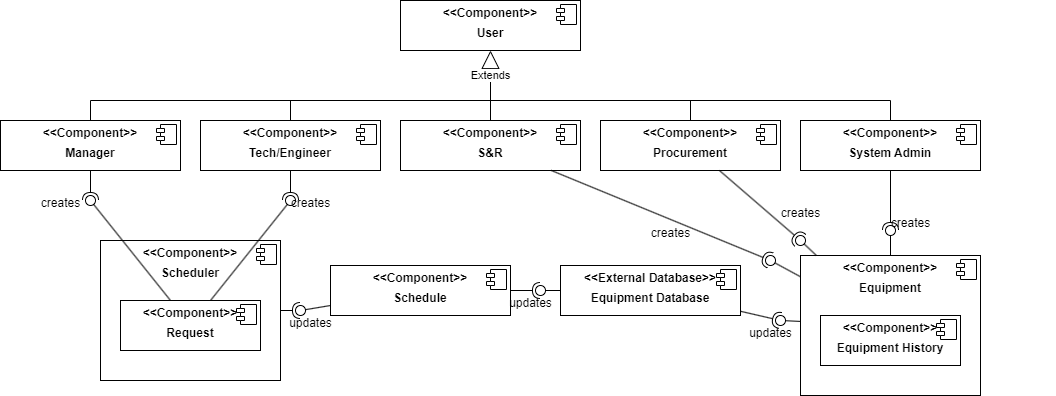 <<Component>>
User
Extends
<<Component>>
Manager
<<Component>>
Tech/Engineer
<<Component>>
S&R
<<Component>>
Procurement
<<Component>>
System Admin
creates
creates
creates
creates
creates
<<Component>>
Scheduler
<<Component>>
Request
updates
<<Component>>
Schedule
updates
<<External Database>>
Equipment Database
updates
<<Component>>
Equipment
<<Component>>
Equipment History